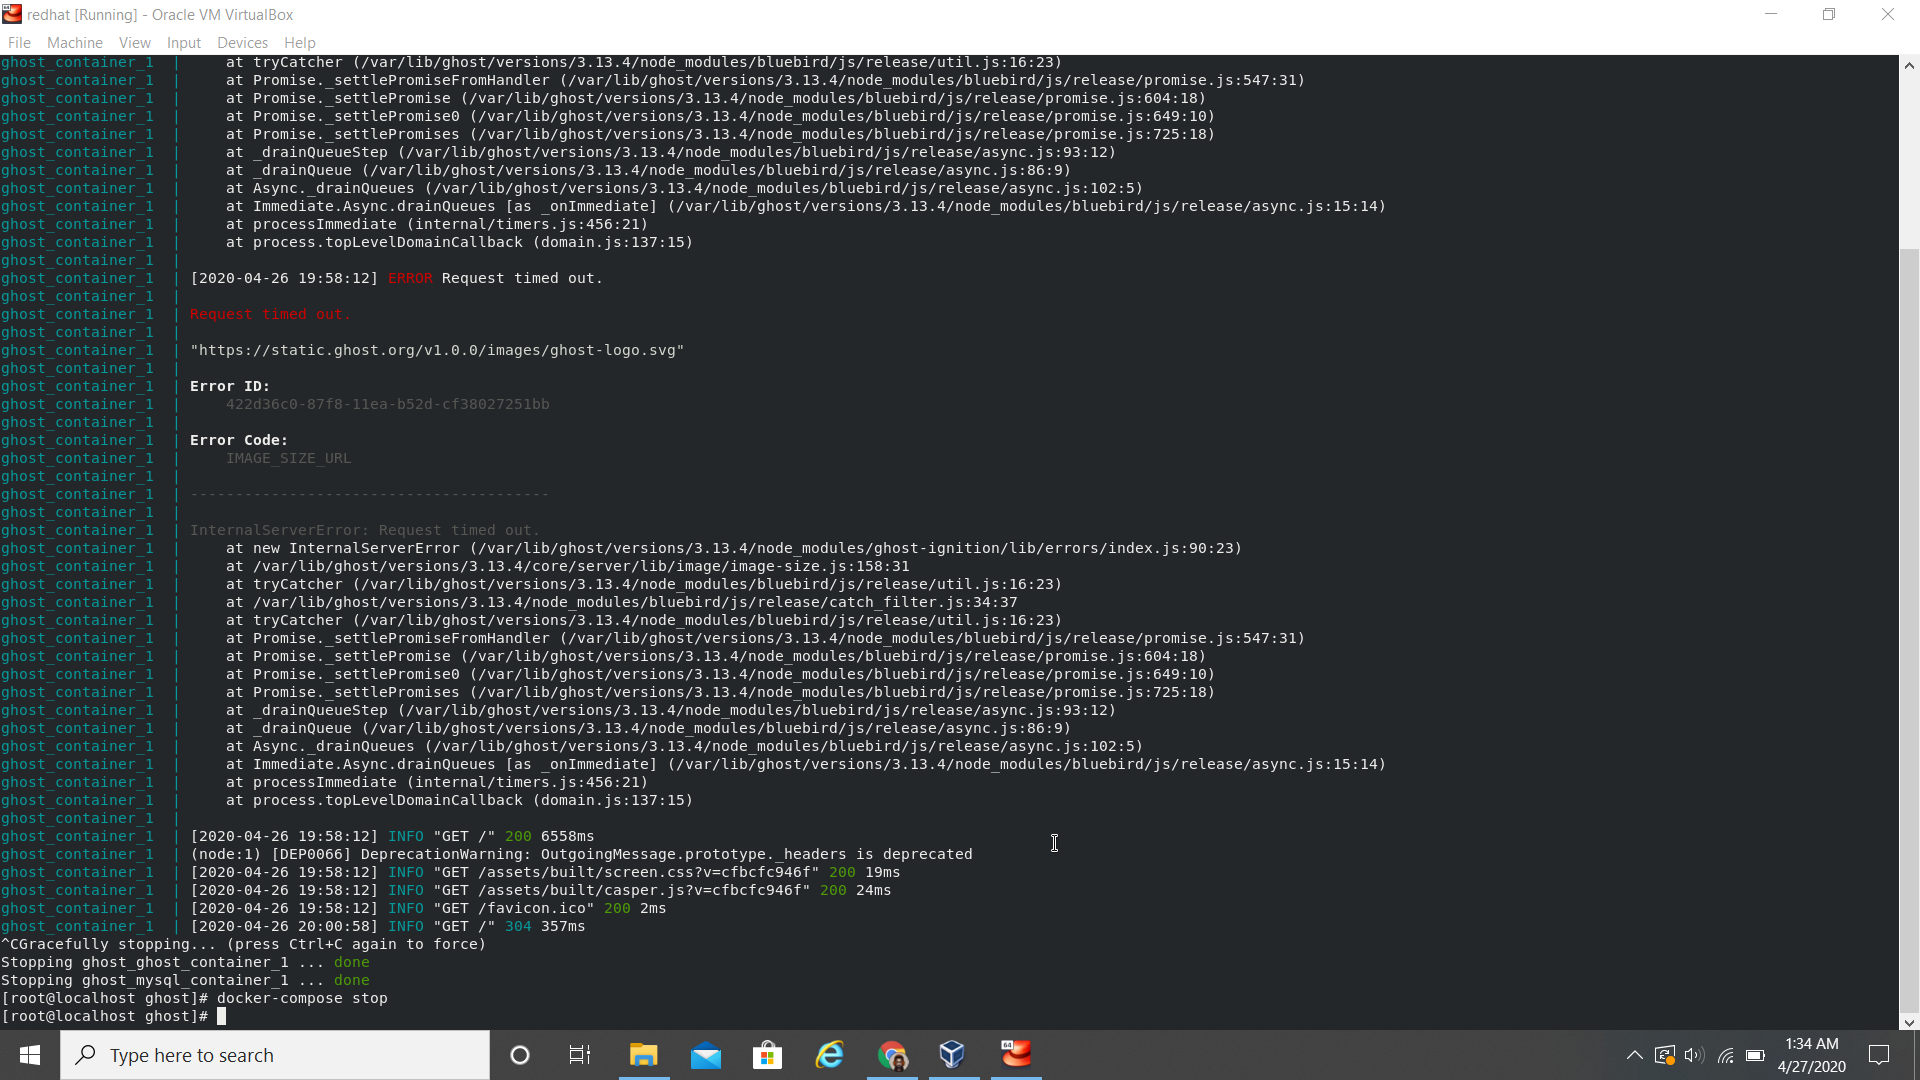 redhat [Running] - Oracle VM VirtualBox
File Machine View Input Devices Help
ghost_container_1 | at tryCatcher (/var/lib/ghost/versions/3.13.4/node_modules/bluebird/js/release/util.js:16:23)
ghost_container_1 | at Promise._settlePromiseFromHandler (/var/lib/ghost/versions/3.13.4/node_modules/bluebird/js/release/promise.js:547:31)
ghost_container_1 | at Promise._settlePromise (/var/lib/ghost/versions/3.13.4/node_modules/bluebird/js/release/promise.js:604:18)
ghost_container_1 | at Promise._settlePromise0 (/var/lib/ghost/versions/3.13.4/node_modules/bluebird/js/release/promise.js:649:10)
ghost_container_1 | at Promise._settlePromises (/var/lib/ghost/versions/3.13.4/node_modules/bluebird/js/release/promise.js:725:18)
ghost_container_1 | at _drainQueueStep (/var/lib/ghost/versions/3.13.4/node_modules/bluebird/js/release/async.js:93:12)
ghost_container_1 | at _drainQueue (/var/lib/ghost/versions/3.13.4/node_modules/bluebird/js/release/async.js:86:9)
ghost_container_1 | at Async._drainQueues (/var/lib/ghost/versions/3.13.4/node_modules/bluebird/js/release/async.js:102:5)
ghost_container_1 | at Immediate.Async.drainQueues [as _onImmediate] (/var/lib/ghost/versions/3.13.4/node_modules/bluebird/js/release/async.js:15:14)
ghost_container_1 | at processImmediate (internal/timers.js:456:21)
ghost_container_1 | at process.topLevelDomainCallback (domain.js:137:15)
ghost_container_1 |
ghost_container_1 | [2020-04-26 19:58:12] ERROR Request timed out.
ghost_container_1 |
ghost_container_1 | Request timed out.
ghost_container_1 |
ghost_container_1 | "https://static.ghost.org/v1.0.0/images/ghost-logo.svg"
ghost_container_1 |
ghost_container_1 | Error ID:
ghost_container_1 | 422d36c0-87f8-11ea-b52d-cf38027251bb
ghost_container_1 |
ghost_container_1 | Error Code:
ghost_container_1 | IMAGE_SIZE_URL
ghost_container_1 |
ghost_container_1 | ----------------------------------------
ghost_container_1 |
ghost_container_1 | InternalServerError: Request timed out.
ghost_container_1 | at new InternalServerError (/var/lib/ghost/versions/3.13.4/node_modules/ghost-ignition/lib/errors/index.js:90:23)
ghost_container_1 | at /var/lib/ghost/versions/3.13.4/core/server/lib/image/image-size.js:158:31
ghost_container_1 | at tryCatcher (/var/lib/ghost/versions/3.13.4/node_modules/bluebird/js/release/util.js:16:23)
ghost_container_1 | at /var/lib/ghost/versions/3.13.4/node_modules/bluebird/js/release/catch_filter.js:34:37
ghost_container_1 | at tryCatcher (/var/lib/ghost/versions/3.13.4/node_modules/bluebird/js/release/util.js:16:23)
ghost_container_1 | at Promise._settlePromiseFromHandler (/var/lib/ghost/versions/3.13.4/node_modules/bluebird/js/release/promise.js:547:31)
ghost_container_1 | at Promise._settlePromise (/var/lib/ghost/versions/3.13.4/node_modules/bluebird/js/release/promise.js:604:18)
ghost_container_1 | at Promise._settlePromise0 (/var/lib/ghost/versions/3.13.4/node_modules/bluebird/js/release/promise.js:649:10)
ghost_container_1 | at Promise._settlePromises (/var/lib/ghost/versions/3.13.4/node_modules/bluebird/js/release/promise.js:725:18)
ghost_container_1 | at _drainQueueStep (/var/lib/ghost/versions/3.13.4/node_modules/bluebird/js/release/async.js:93:12)
ghost_container_1 | at _drainQueue (/var/lib/ghost/versions/3.13.4/node_modules/bluebird/js/release/async.js:86:9)
ghost_container_1 | at Async._drainQueues (/var/lib/ghost/versions/3.13.4/node_modules/bluebird/js/release/async.js:102:5)
ghost_container_1 | at Immediate.Async.drainQueues [as _onImmediate] (/var/lib/ghost/versions/3.13.4/node_modules/bluebird/js/release/async.js:15:14)
ghost_container_1 | at processImmediate (internal/timers.js:456:21)
ghost_container_1 | at process.topLevelDomainCallback (domain.js:137:15)
ghost_container_1 |
ghost_container_1 | [2020-04-26 19:58:12] INFO "GET /" 200 6558ms
ghost_container_1 | (node:1) [DEP0066] DeprecationWarning: OutgoingMessage.prototype._headers is deprecated
ghost_container_1 | [2020-04-26 19:58:12] INFO "GET /assets/built/screen.css?v=cfbcfc946f" 200 19ms
ghost_container_1 | [2020-04-26 19:58:12] INFO "GET /assets/built/casper.js?v=cfbcfc946f" 200 24ms
ghost_container_1 | [2020-04-26 19:58:12] INFO "GET /favicon.ico" 200 2ms
ghost_container_1 | [2020-04-26 20:00:58] INFO "GET /" 304 357ms
^CGracefully stopping... (press Ctrl+C again to force)
Stopping ghost_ghost_container_1 ... done
Stopping ghost_mysql_container_1 ... done
[root@localhost ghost]# docker-compose stop
[root@localhost ghost]#
Type here to search
64
1:34 AM
4/27/2020